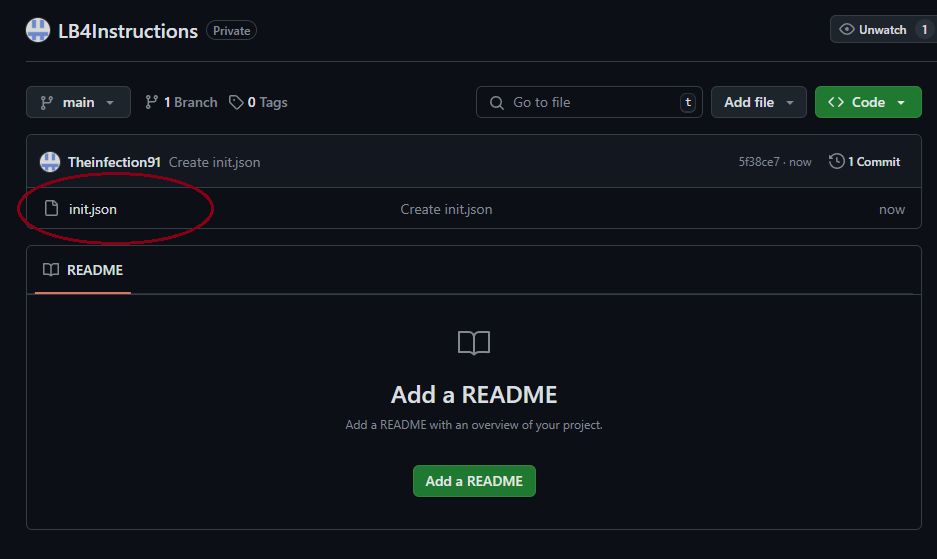 LB4Instructions Private
Unwatch 1
main 1 Branch 0 Tags Go to file t Add file Code
Theinfection91 Create init.json 5f38ce7 · now 1 Commit
init.json Create init.json now
README
Add a README
Add a README with an overview of your project.
Add a README